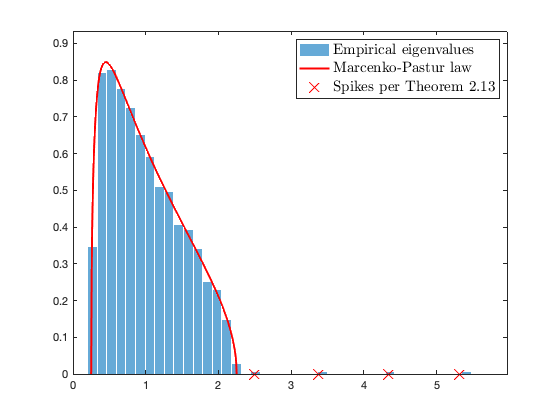 Empirical eigenvalues
Marcenko-Pastur law
Spikes per Theorem 2.13
0.9
0.8
0.7
0.6
0.5
0.4
0.3
0.2
0.1
0
0 1 2 3 4 5